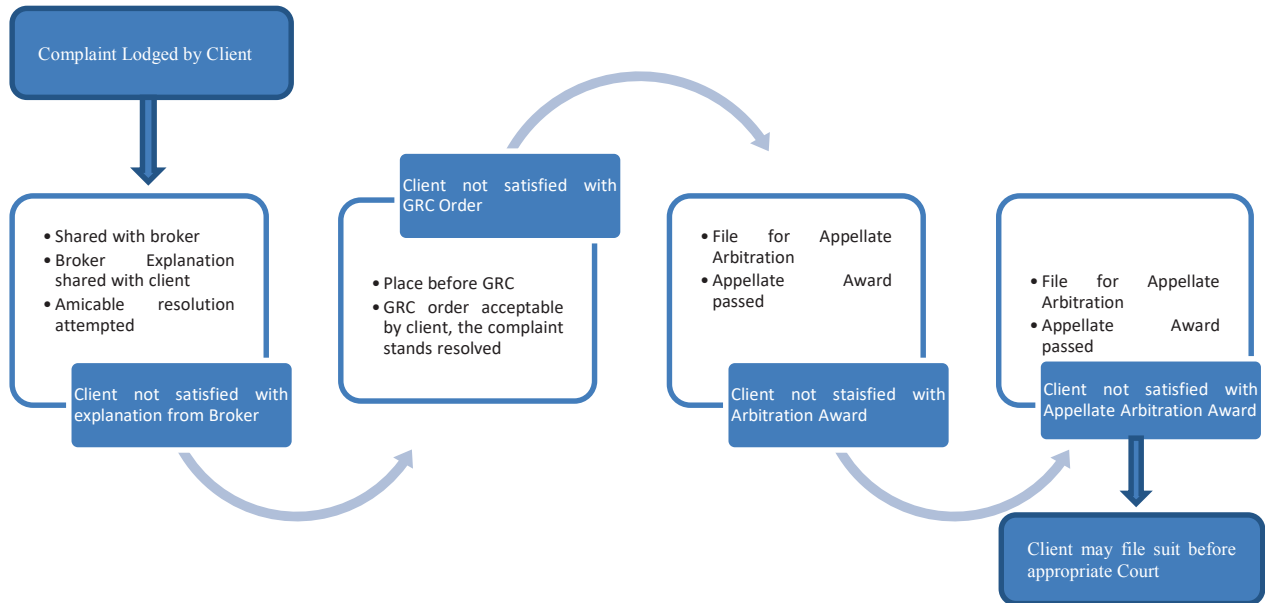 Complaint Lodged by Client
• Shared with broker
• Broker Explanation
shared with client
• Amicable resolution
attempted
Client not satisfied with
explanation from Broker
Client not satisfied with
GRC Order
• Place before GRC
• GRC order acceptable
by client, the complaint
stands resolved
• File for Appellate
Arbitration
• Appellate Award
passed
Client not staisfied with
Arbitration Award
• File for Appellate
Arbitration
• Appellate Award
passed
Client not satisfied with
Appellate Arbitration Award
Client may file suit before
appropriate Court